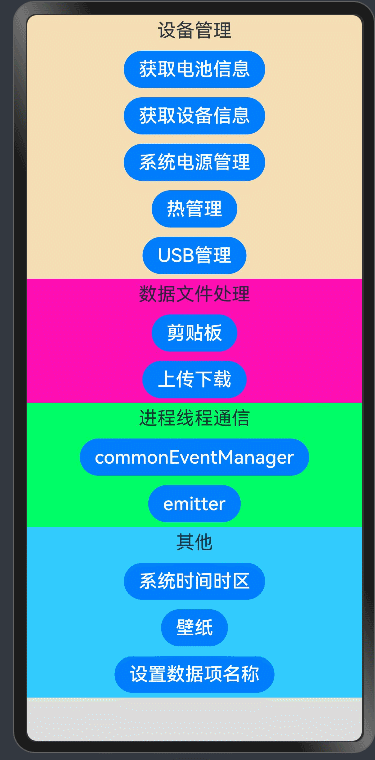 设备管理
获取电池信息
获取设备信息
系统电源管理
热管理
USB管理
数据文件处理
剪贴板
上传下载
进程线程通信
commonEventManager
emitter
其他
系统时间时区
壁纸
设置数据项名称